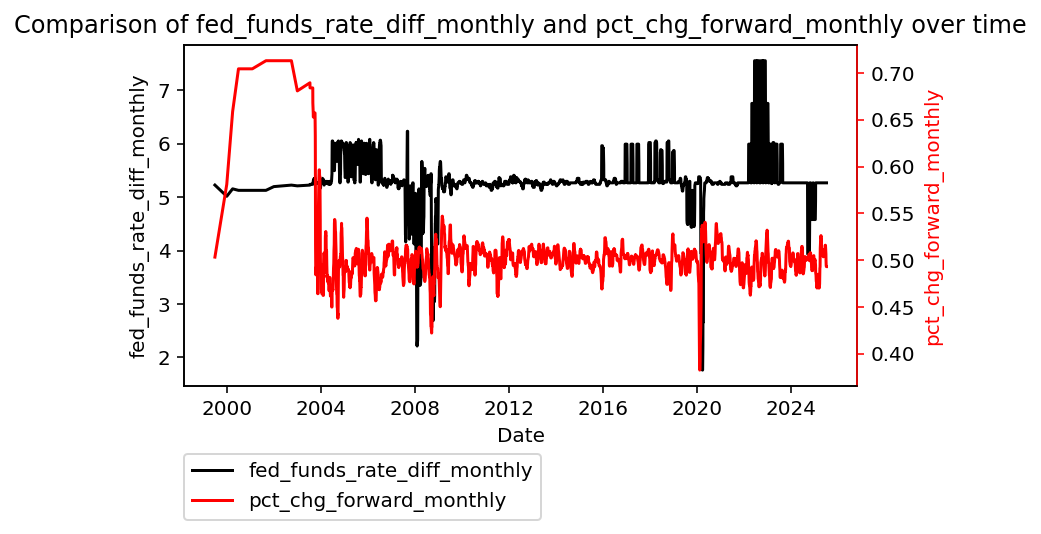 Comparison of fed_funds_rate_diff_monthly and pct_chg_forward_monthly over time
fed_funds_rate_diff_monthly
7
6
5
4
3
2
0.70
0.65
0.60
0.55
0.50
0.45
0.40
pct_chg_forward_monthly
2000 2004 2008 2012 2016 2020 2024
Date
fed_funds_rate_diff_monthly
pct_chg_forward_monthly